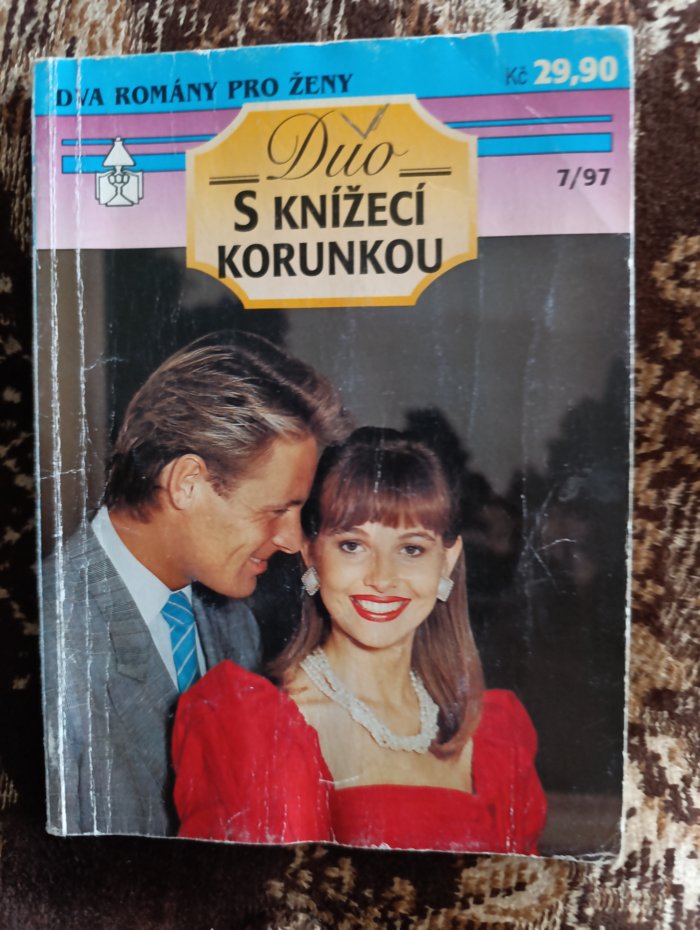 DVA ROMÁNY PRO ŽENY
Kč 29,90
Duo
7/97
S KNÍŽECÍ
KORUNKOU